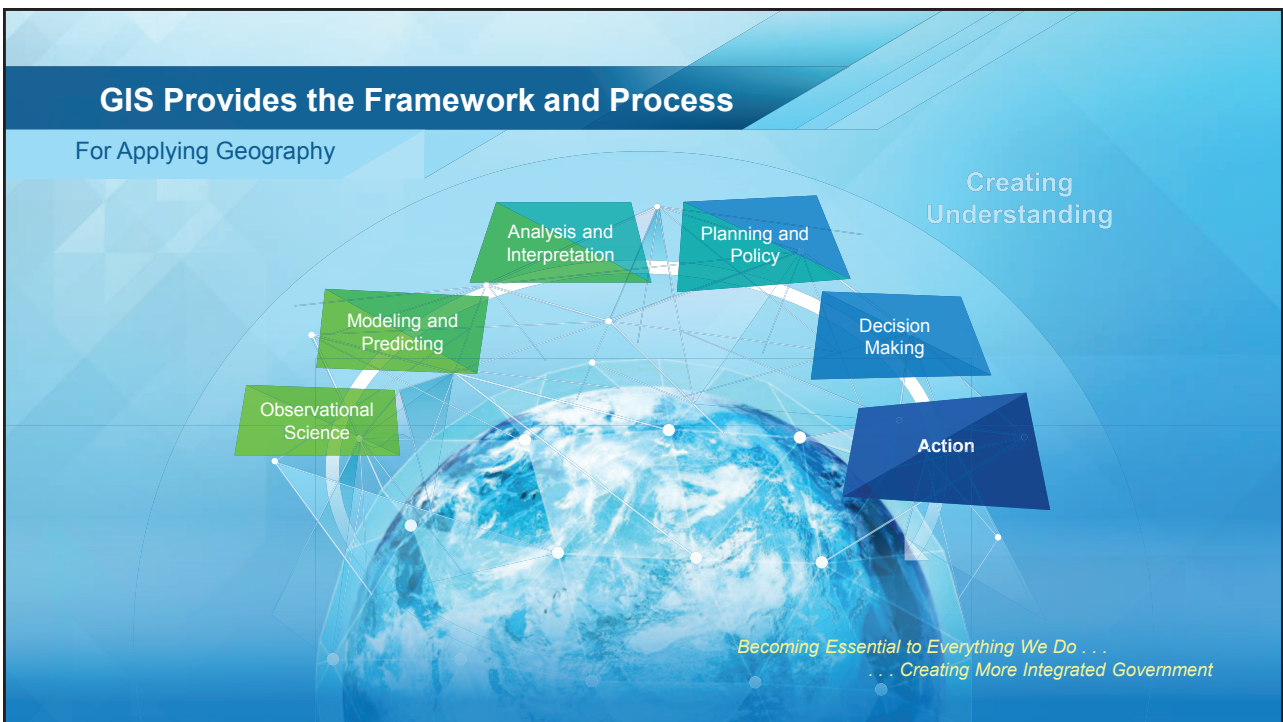 GIS Provides the Framework and Process
For Applying Geography
Creating
Understanding
Analysis and
Interpretation
Planning and
Policy
Modeling and
Predicting
Decision
Making
Observational
Science
Action
Becoming Essential to Everything We Do . . .
. . . Creating More Integrated Government